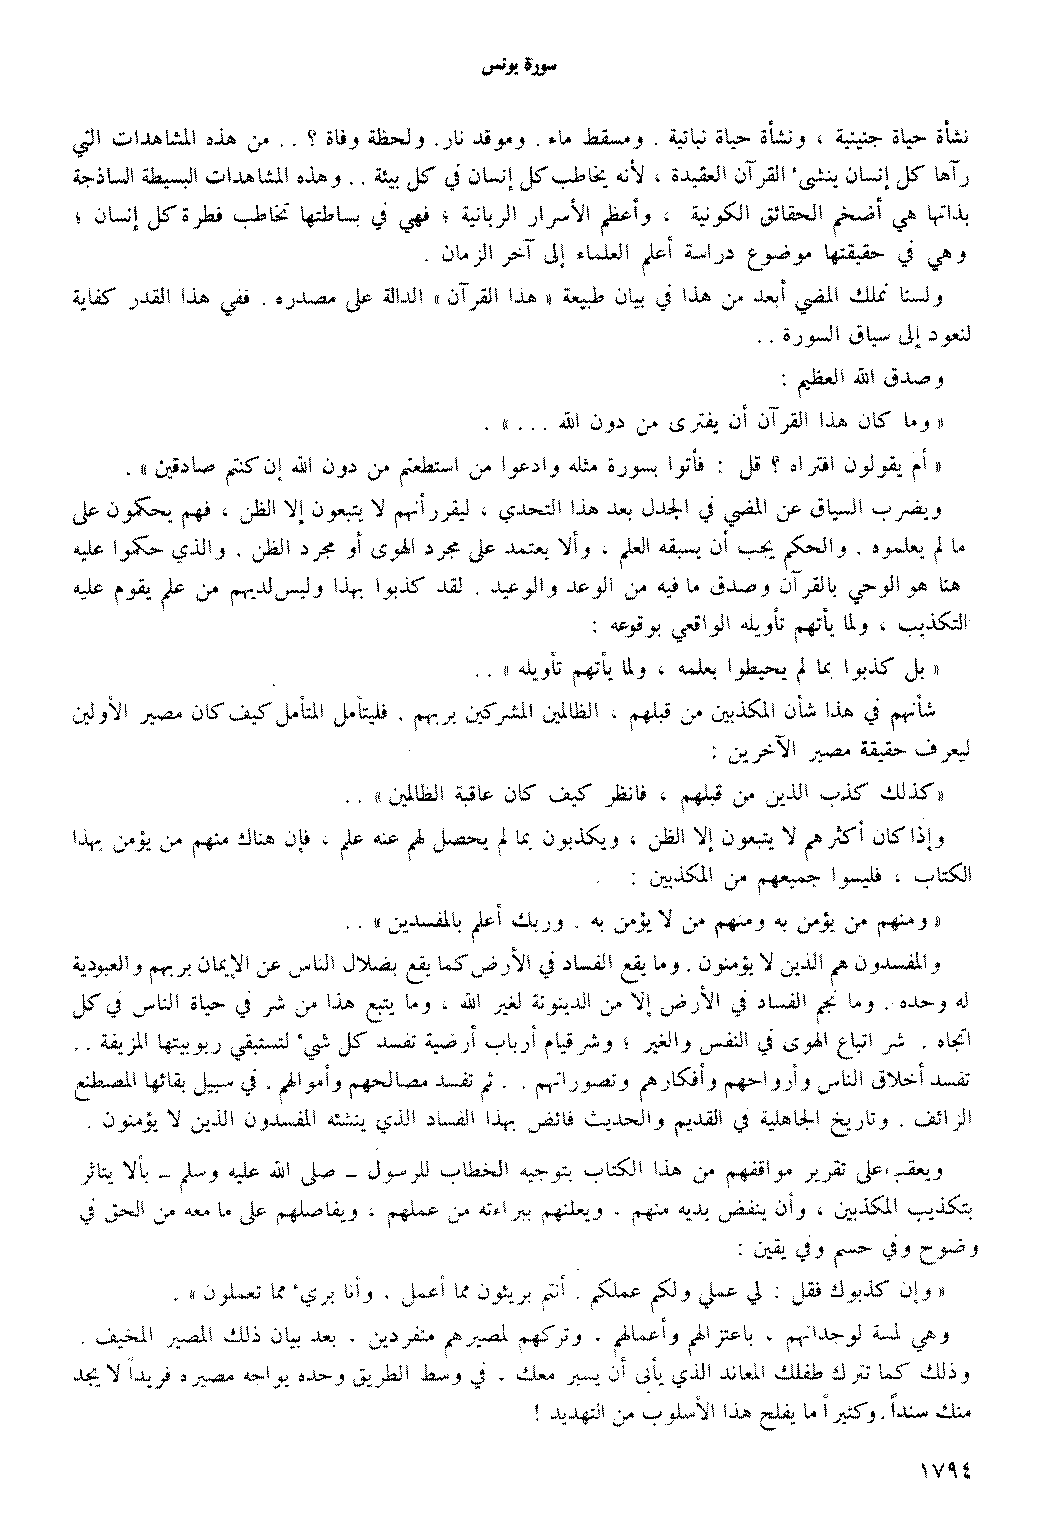 سورة يونس
نشأة حياة جنينية ، ونشأة حياة نباتية . ومسقط ماء . وموقد نار. ولحظة وفاة ؟ . . من هذه المشاهدات التي
رآها كل إنسان ينشىء القرآن العقيدة ، لأنه يخاطب كل إنسان في كل بيئة . . وهذه المشاهدات البسيطة الساذجة
بذاتها هي أضخم الحقائق الكونية ، وأعظم الأسرار الربانية ؛ فهي في بساطتها تخاطب فطرة كل إنسان ؛
وهي في حقيقتها موضوع دراسة أعلم العلماء إلى آخر الزمان .
ولسنا نملك المضي أبعد من هذا في بيان طبيعة « هذا القرآن » الدالة على مصدره . ففي هذا القدر كفاية
لنعود إلى سياق السورة . .
وصدق الله العظيم :
« وما كان هذا القرآن أن يفترى من دون الله ... » .
« أم يقولون افتراه ؟ قل : فأتوا بسورة مثله وادعوا من استطعتم من دون الله إن كنتم صادقين » .
ويضرب السياق عن المضي في الجدل بعد هذا التحدي ، ليقرر أنهم لا يتبعون إلا الظن ، فهم يحكمون على
ما لم يعلموه . والحكم يجب أن يسبقه العلم ، وألا يعتمد على مجرد الهوى أو مجرد الظن . والذي حكموا عليه
هنا هو الوحي بالقرآن وصدق ما فيه من الوعد والوعيد . لقد كذبوا بهذا وليس لديهم من علم يقوم عليه
التكذيب ، ولما يأتهم تأويله الواقعي بوقوعه :
« بل كذبوا بما لم يحيطوا بعلمه ، ولما يأتهم تأويله » . .
شأنهم في هذا شأن المكذبين من قبلهم ، الظالمين المشركين بربهم . فليتأمل المتأمل كيف كان مصير الأولين
ليعرف حقيقة مصير الآخرين :
«كذلك كذب الذين من قبلهم ، فانظر كيف كان عاقبة الظالمين » . .
وإذا كان أكثرهم لا يتبعون إلا الظن ، ويكذبون بما لم يحصل لهم عنه علم ، فإن هناك منهم من يؤمن بهذا
الكتاب ، فليسوا جميعهم من المكذبين :
« ومنهم من يؤمن به ومنهم من لا يؤمن به . وربك أعلم بالمفسدين » . .
والمفسدون هم الذين لا يؤمنون . وما يقع الفساد في الأرض كما يقع بضلال الناس عن الإيمان بربهم والعبودية
له وحده . وما نجم الفساد في الأرض إلا من الدينونة لغير الله ، وما يتبع هذا من شر في حياة الناس في كل
اتجاه . شر اتباع الهوى في النفس والغير ؛ وشر قيام أرباب أرضية تفسد كل شيء لتستبقي ربوبيتها المزيفة . .
تفسد أخلاق الناس وأرواحهم وأفكارهم وتصوراتهم . . ثم تفسد مصالحهم وأموالهم . في سبيل بقائها المصطنع
الزائف . وتاريخ الجاهلية في القديم والحديث فائض بهذا الفساد الذي ينشئه المفسدون الذين لا يؤمنون .
ويعقب على تقرير مواقفهم من هذا الكتاب بتوجيه الخطاب للرسول – صلى الله عليه وسلم – بألا يتأثر
بتكذيب المكذبين ، وأن ينفض يديه منهم . ويعلنهم ببراءته من عملهم ، ويفاصلهم على ما معه من الحق في
وضوح وفي حسم وفي يقين :
« وإن كذبوك فقل : لي عملي ولكم عملكم . أنتم بريئون مما أعمل . وأنا بريء مما تعملون » .
وهي لمسة لوجدانهم ، باعتزالهم وأعمالهم ، وتركهم لمصيرهم منفردين ، بعد بيان ذلك المصير المخيف .
وذلك كما تترك طفلك المعاند الذي يأبى أن يسير معك ، في وسط الطريق وحده يواجه مصيره فريداً لا يجد
منك سنداً . وكثيراً ما يفلح هذا الأسلوب من التهديد !
١٧٩٤